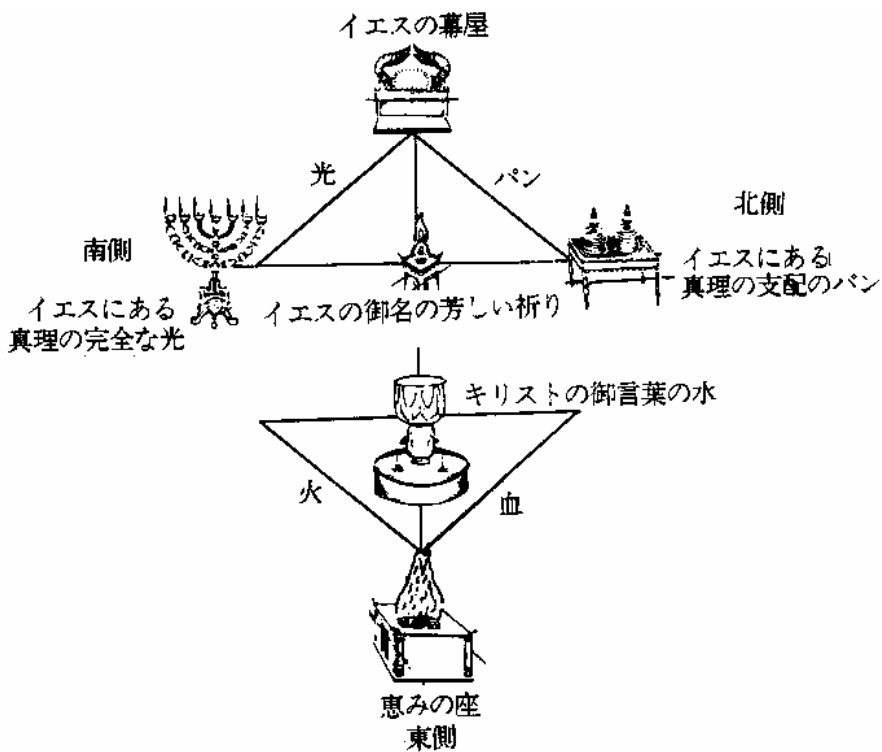 イエスの幕屋
光
パン
北側
南側
イエスにある
真理の支配のパン
イエスにある
真理の完全な光
イエスの御名の芳しい祈り
キリストの御言葉の水
火
血
恵みの座
東側